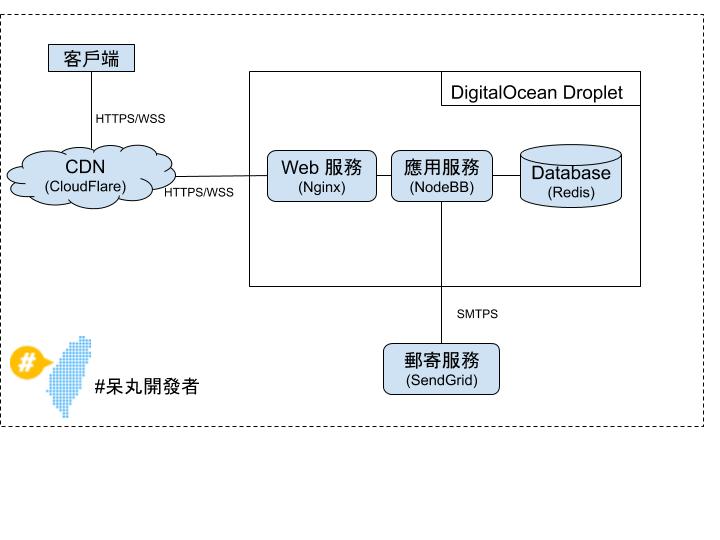 客戶端
HTTPS/WSS
CDN
(CloudFlare)
HTTPS/WSS
DigitalOcean Droplet
Web 服務
(Nginx)
應用服務
(NodeBB)
Database
(Redis)
SMTPS
郵寄服務
(SendGrid)
#
#呆丸開發者